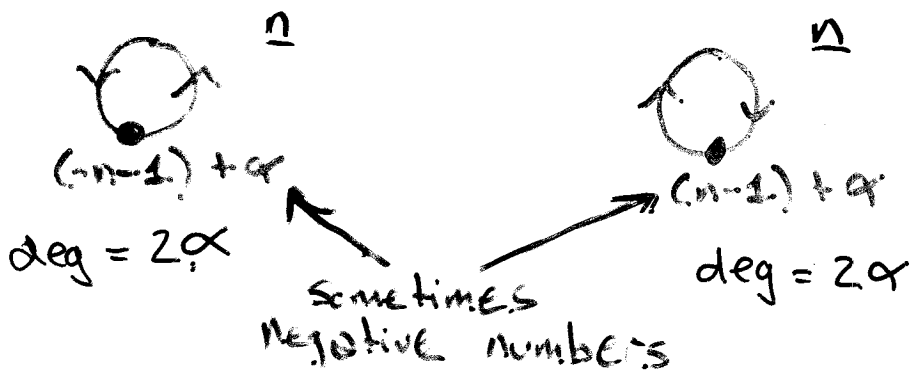 n n
(-n-1) + α (n-1) + α
deg = 2α deg = 2α
sometimes
negative numbers